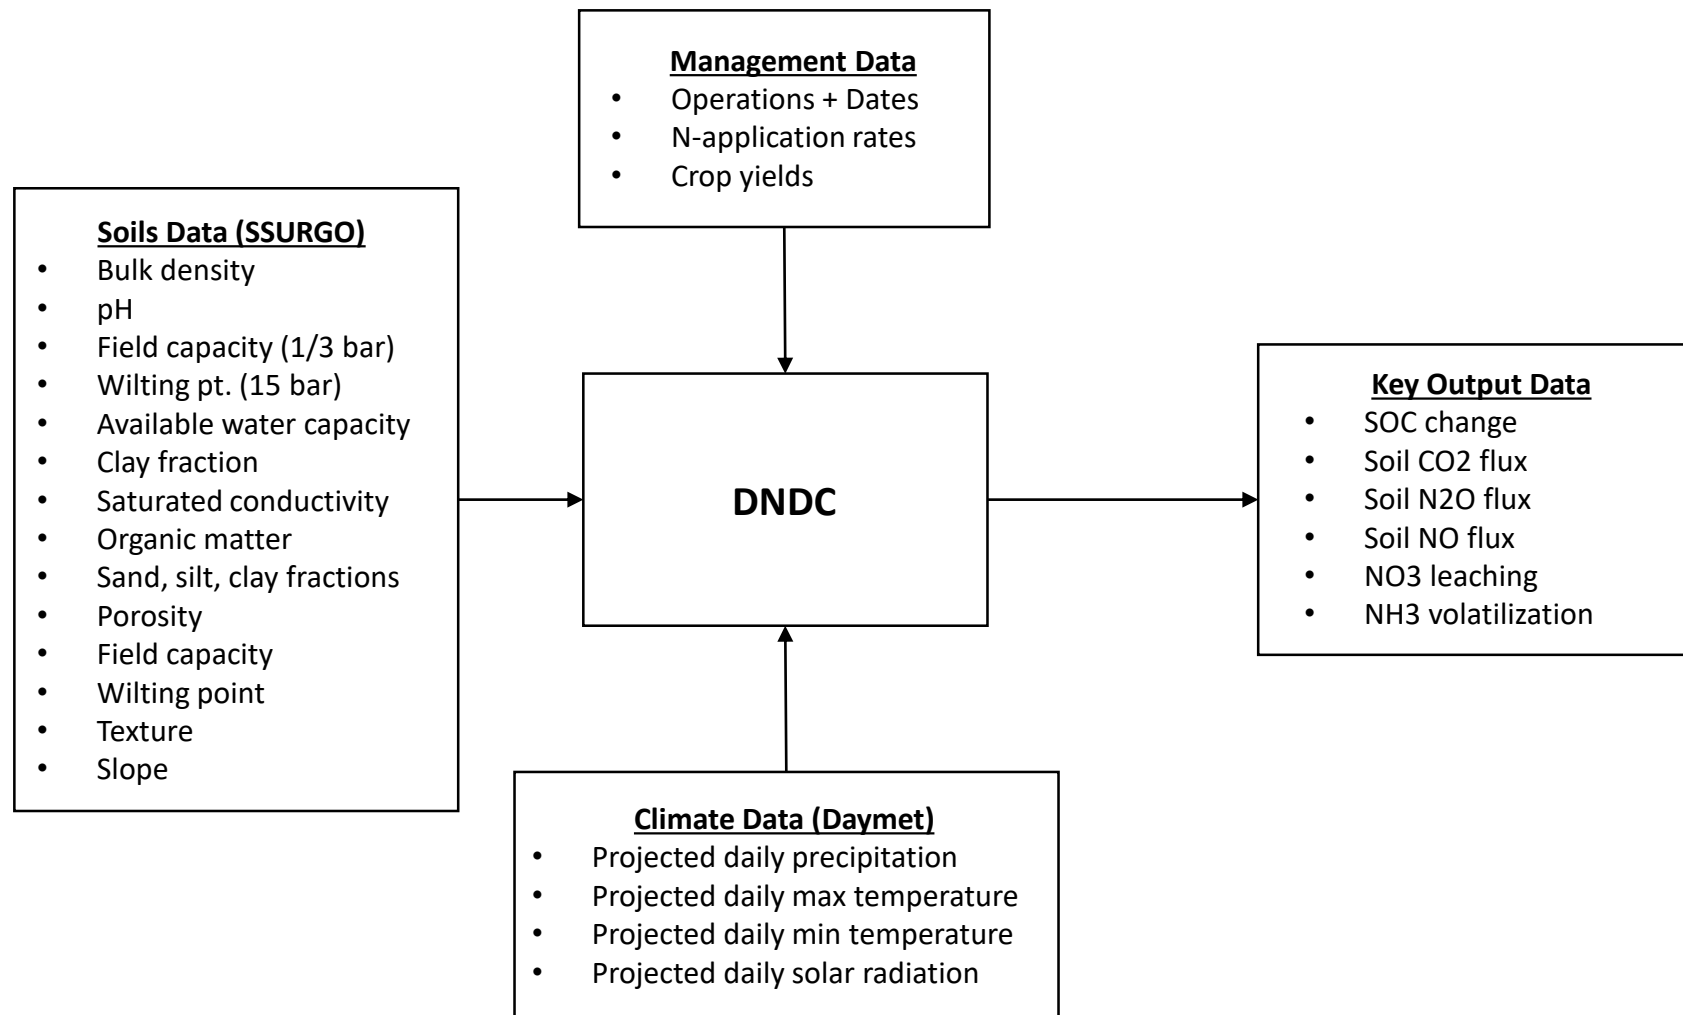 Management Data
• Operations + Dates
• N-application rates
• Crop yields
Soils Data (SSURGO)
• Bulk density
• pH
• Field capacity (1/3 bar)
• Wilting pt. (15 bar)
• Available water capacity
• Clay fraction
• Saturated conductivity
• Organic matter
• Sand, silt, clay fractions
• Porosity
• Field capacity
• Wilting point
• Texture
• Slope
DNDC
Key Output Data
• SOC change
• Soil CO2 flux
• Soil N2O flux
• Soil NO flux
• NO3 leaching
• NH3 volatilization
Climate Data (Daymet)
• Projected daily precipitation
• Projected daily max temperature
• Projected daily min temperature
• Projected daily solar radiation